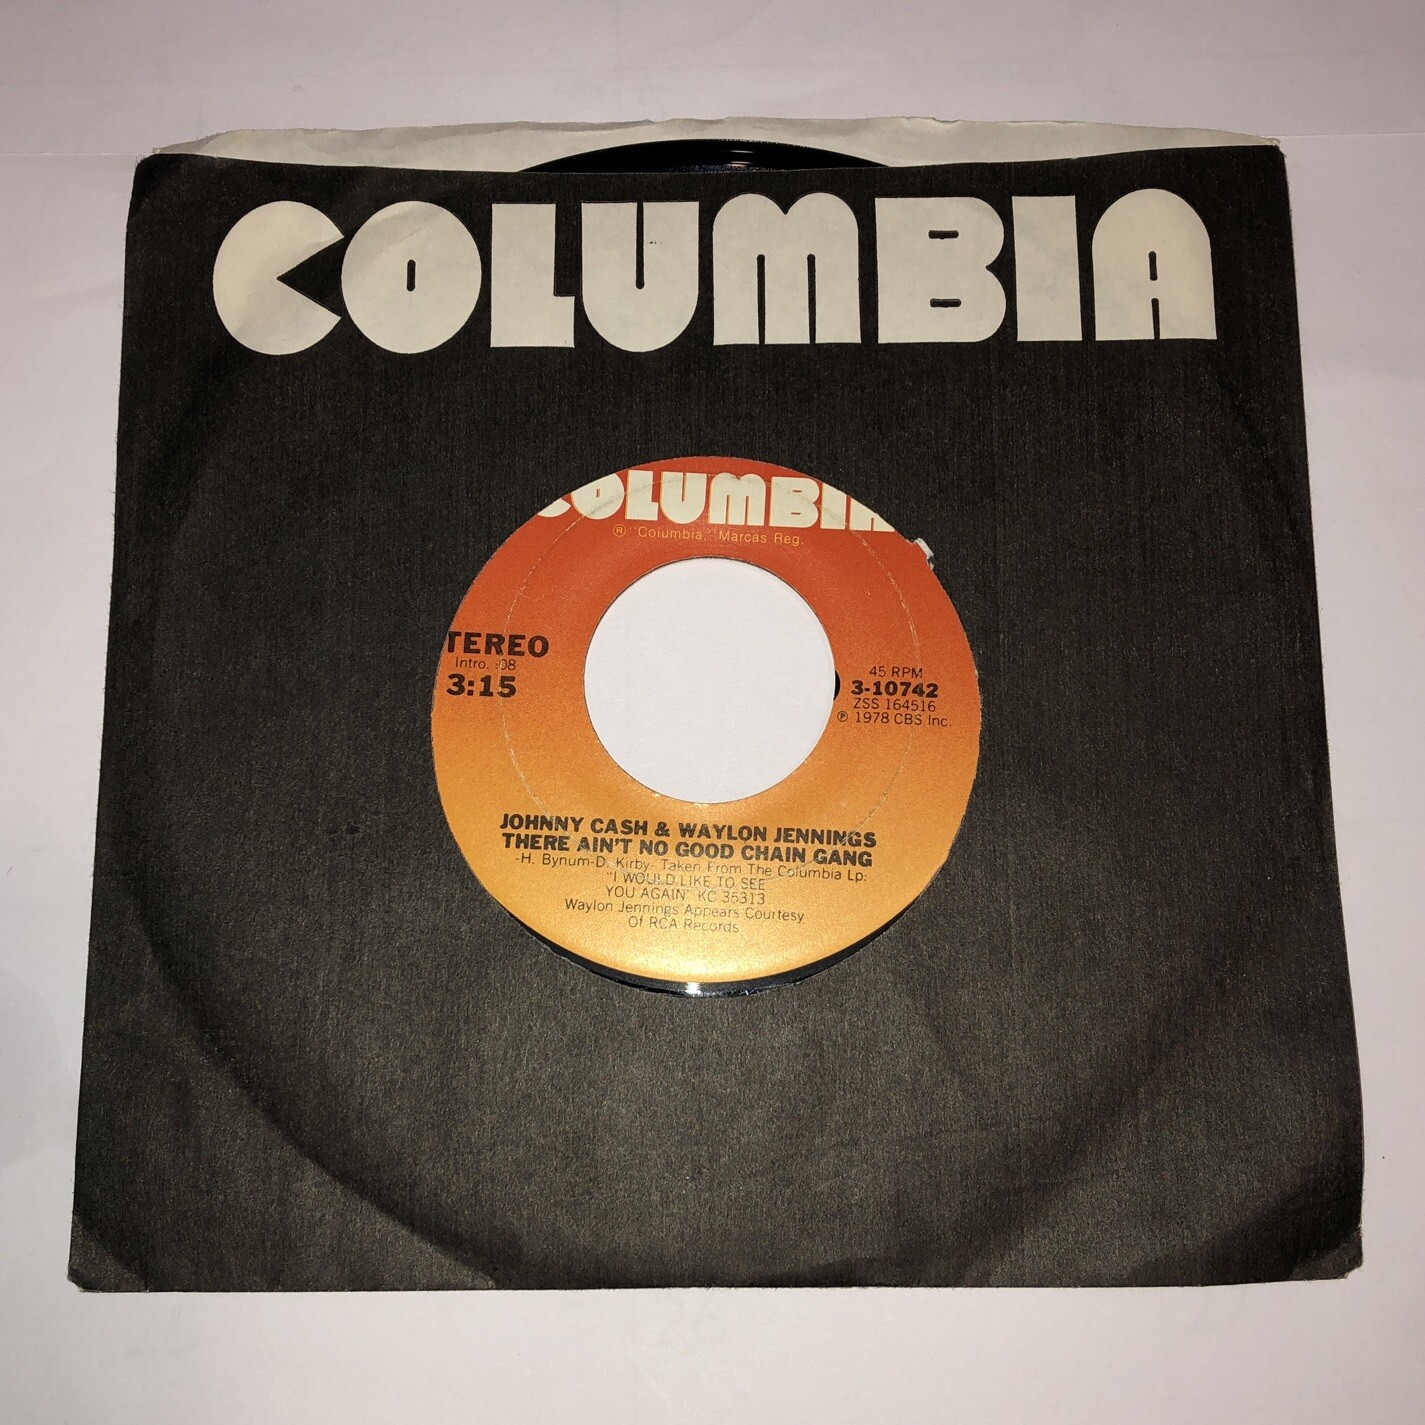 COLUMBIA
COLUMBIA
® "Columbia," Marcas Reg.
TEREO
Intro. :08
3:15
45 RPM
3-10742
ZSS 164516
℗ 1978 CBS Inc.
JOHNNY CASH & WAYLON JENNINGS
THERE AIN'T NO GOOD CHAIN GANG
-H. Bynum-D. Kirby- Taken From The Columbia Lp:
"I WOULD LIKE TO SEE
YOU AGAIN" KC 35313
Waylon Jennings Appears Courtesy
Of RCA Records